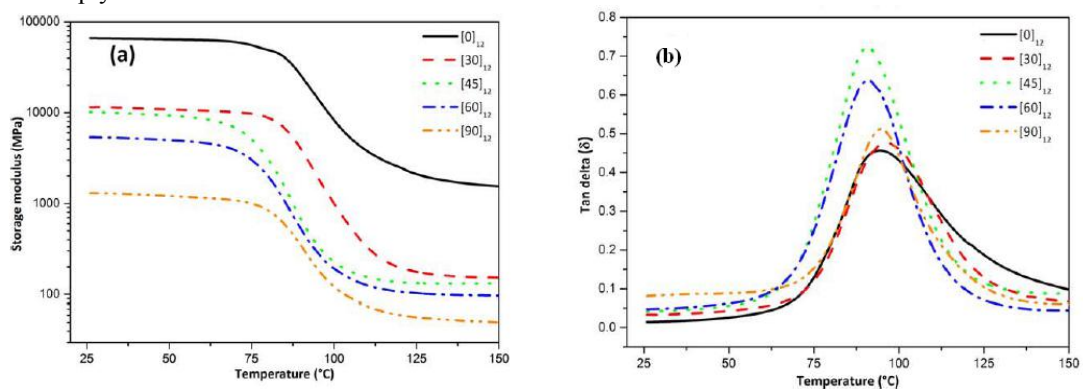 100000
10000
1000
100
Storage modulus (MPa)
(a)
[0]12
[30]12
[45]12
[60]12
[90]12
25 50 75 100 125 150
Temperature (°C)
0.8
0.7
0.6
0.5
0.4
0.3
0.2
0.1
0.0
Tan delta (δ)
(b)
[0]12
[30]12
[45]12
[60]12
[90]12
25 50 75 100 125 150
Temperature (°C)